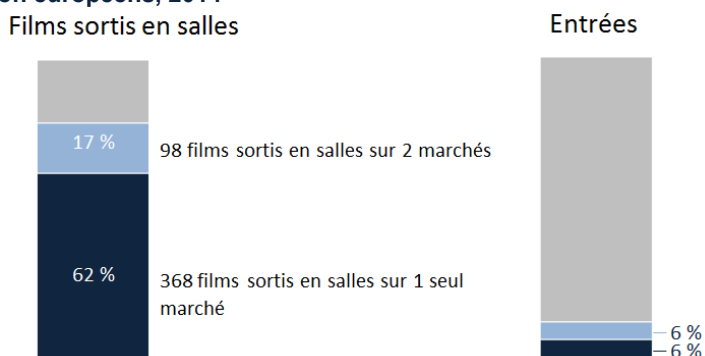 Films sortis en salles
Entrées
17 %
98 films sortis en salles sur 2 marchés
62 %
368 films sortis en salles sur 1 seul
marché
6 %
6 %